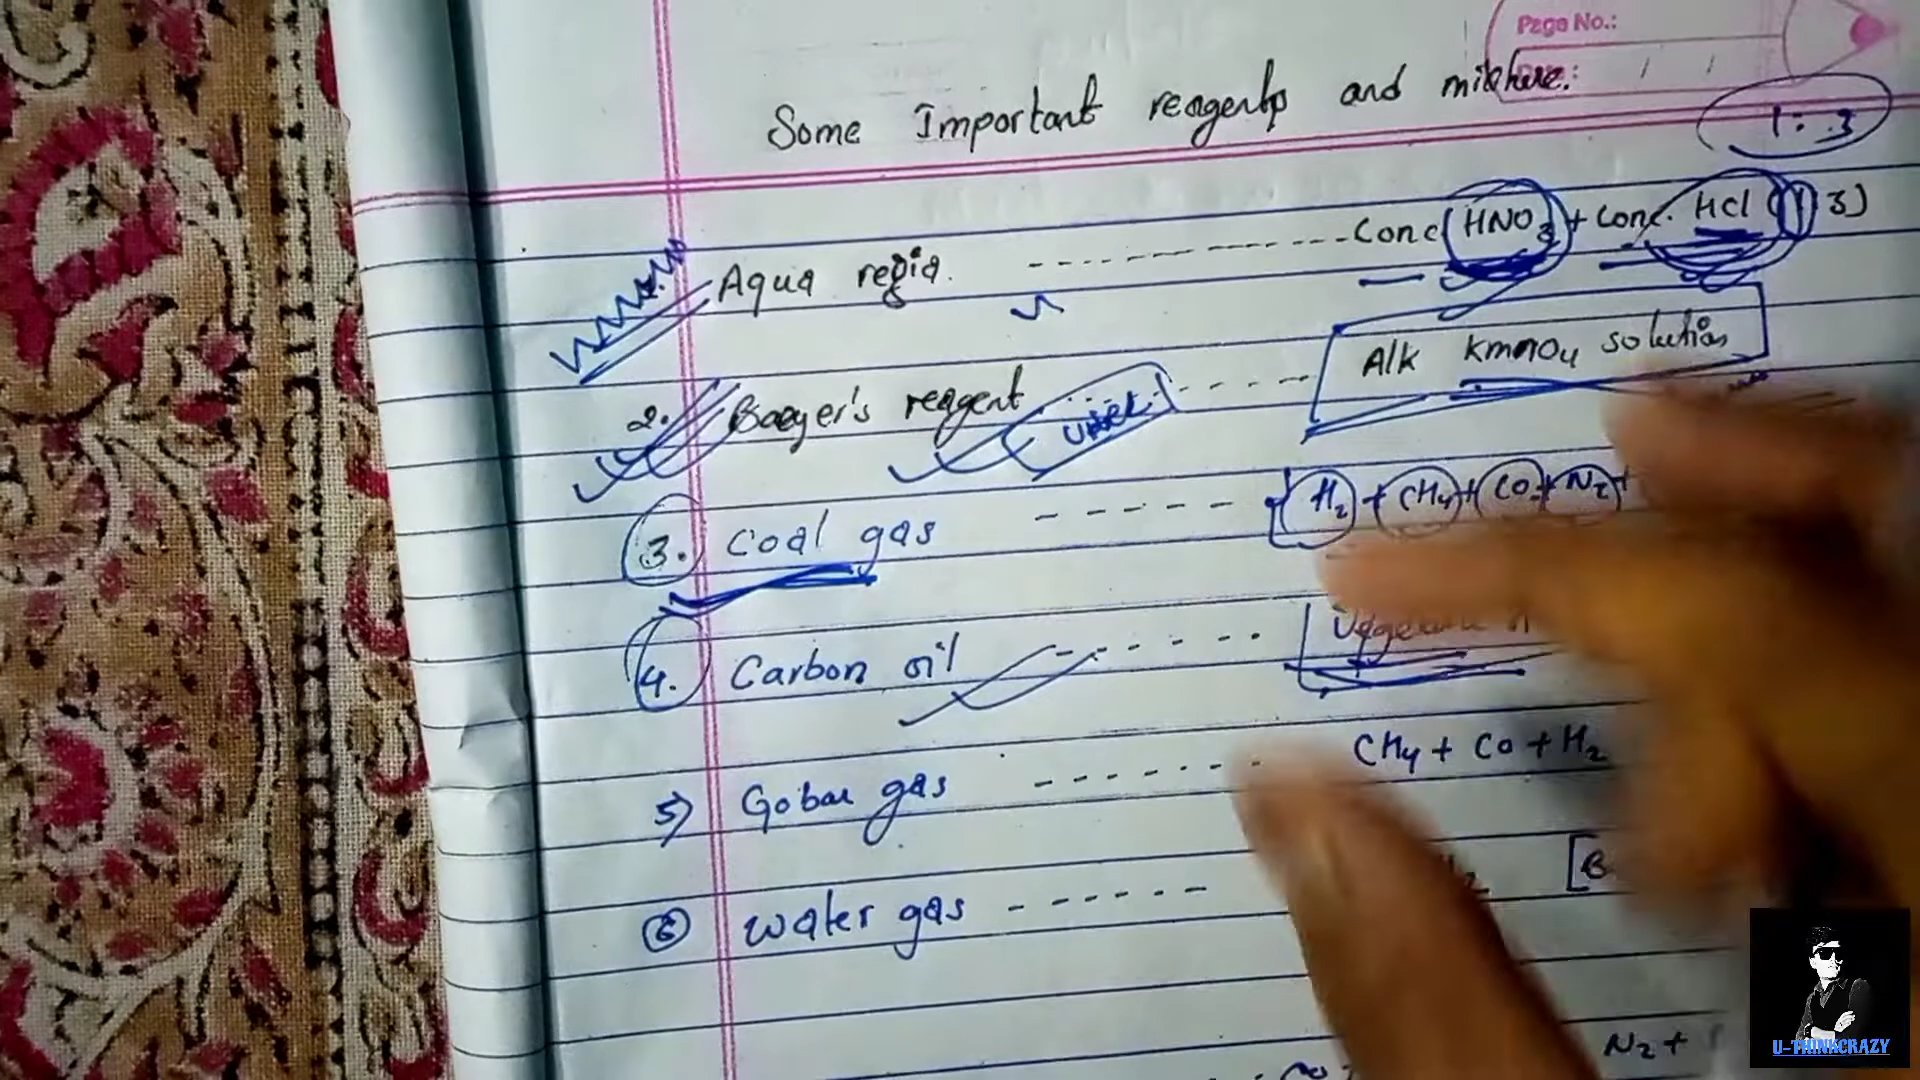 Page No.:
Some Important reagents and mixture.
1:3
Aqua regia. Conc HNO3 + Conc. HCl (1:3)
2. Baeyer's reagent Alk KMnO4 solution
3. Coal gas H2 + CH4 + CO + N2 +
4. Carbon oil
5) Gobar gas CH4 + CO + H2
⑥ water gas
N2 +
U-THINKCRAZY